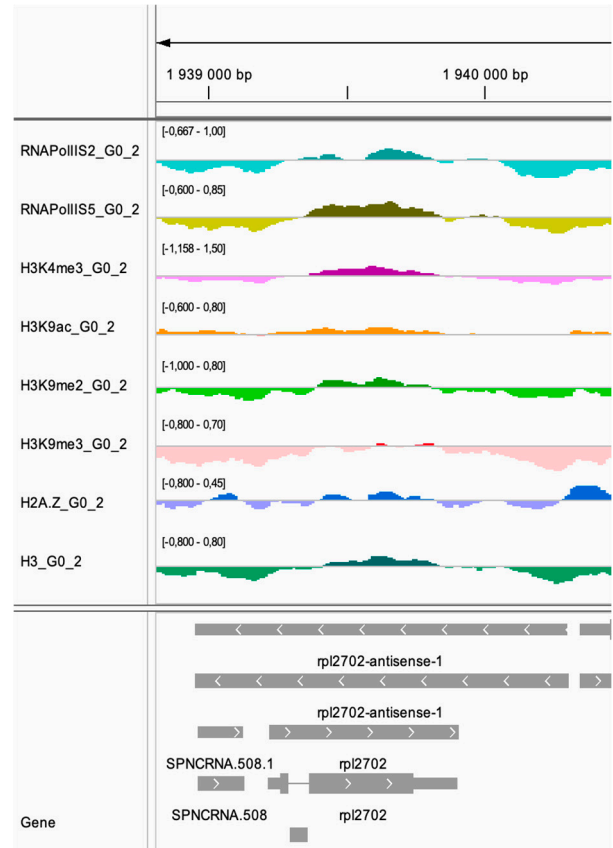 1 939 000 bp 1 940 000 bp
[-0,667 - 1,00]
RNAPolIIS2_G0_2
[-0,600 - 0,85]
RNAPolIIS5_G0_2
[-1,158 - 1,50]
H3K4me3_G0_2
[-0,600 - 0,80]
H3K9ac_G0_2
[-1,000 - 0,80]
H3K9me2_G0_2
[-0,800 - 0,70]
H3K9me3_G0_2
[-0,800 - 0,45]
H2A.Z_G0_2
[-0,800 - 0,80]
H3_G0_2
rpl2702-antisense-1
rpl2702-antisense-1
SPNCRNA.508.1 rpl2702
SPNCRNA.508 rpl2702
Gene